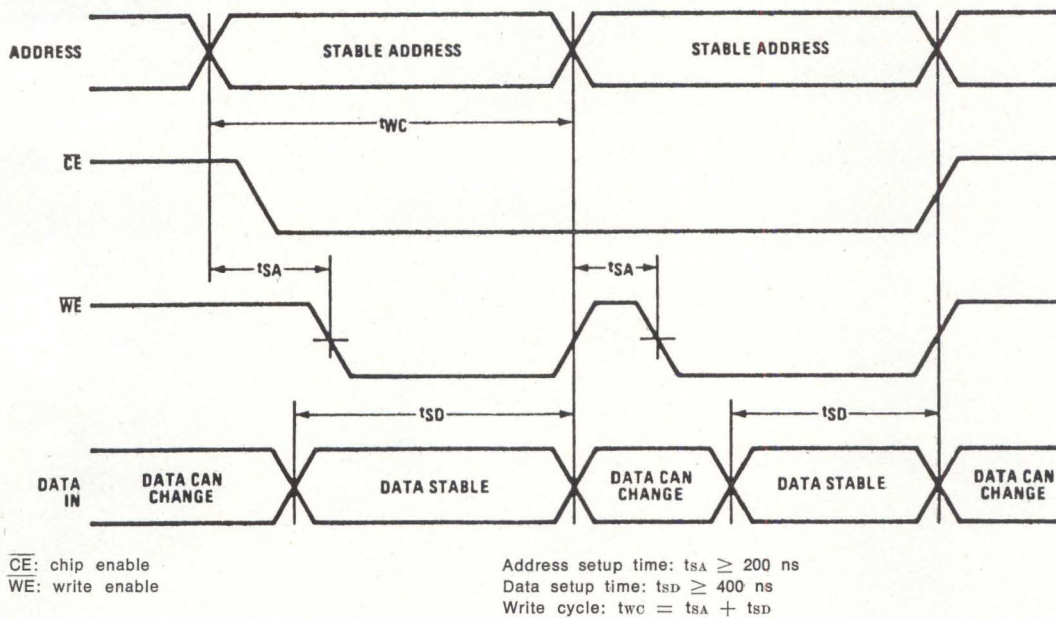 ADDRESS
STABLE ADDRESS
STABLE ADDRESS
tWC
CE
tSA
tSA
WE
tSD
tSD
DATA IN
DATA CAN CHANGE
DATA STABLE
DATA CAN CHANGE
DATA STABLE
DATA CAN CHANGE
CE: chip enable
WE: write enable
Address setup time: tSA ≥ 200 ns
Data setup time: tSD ≥ 400 ns
Write cycle: tWC = tSA + tSD